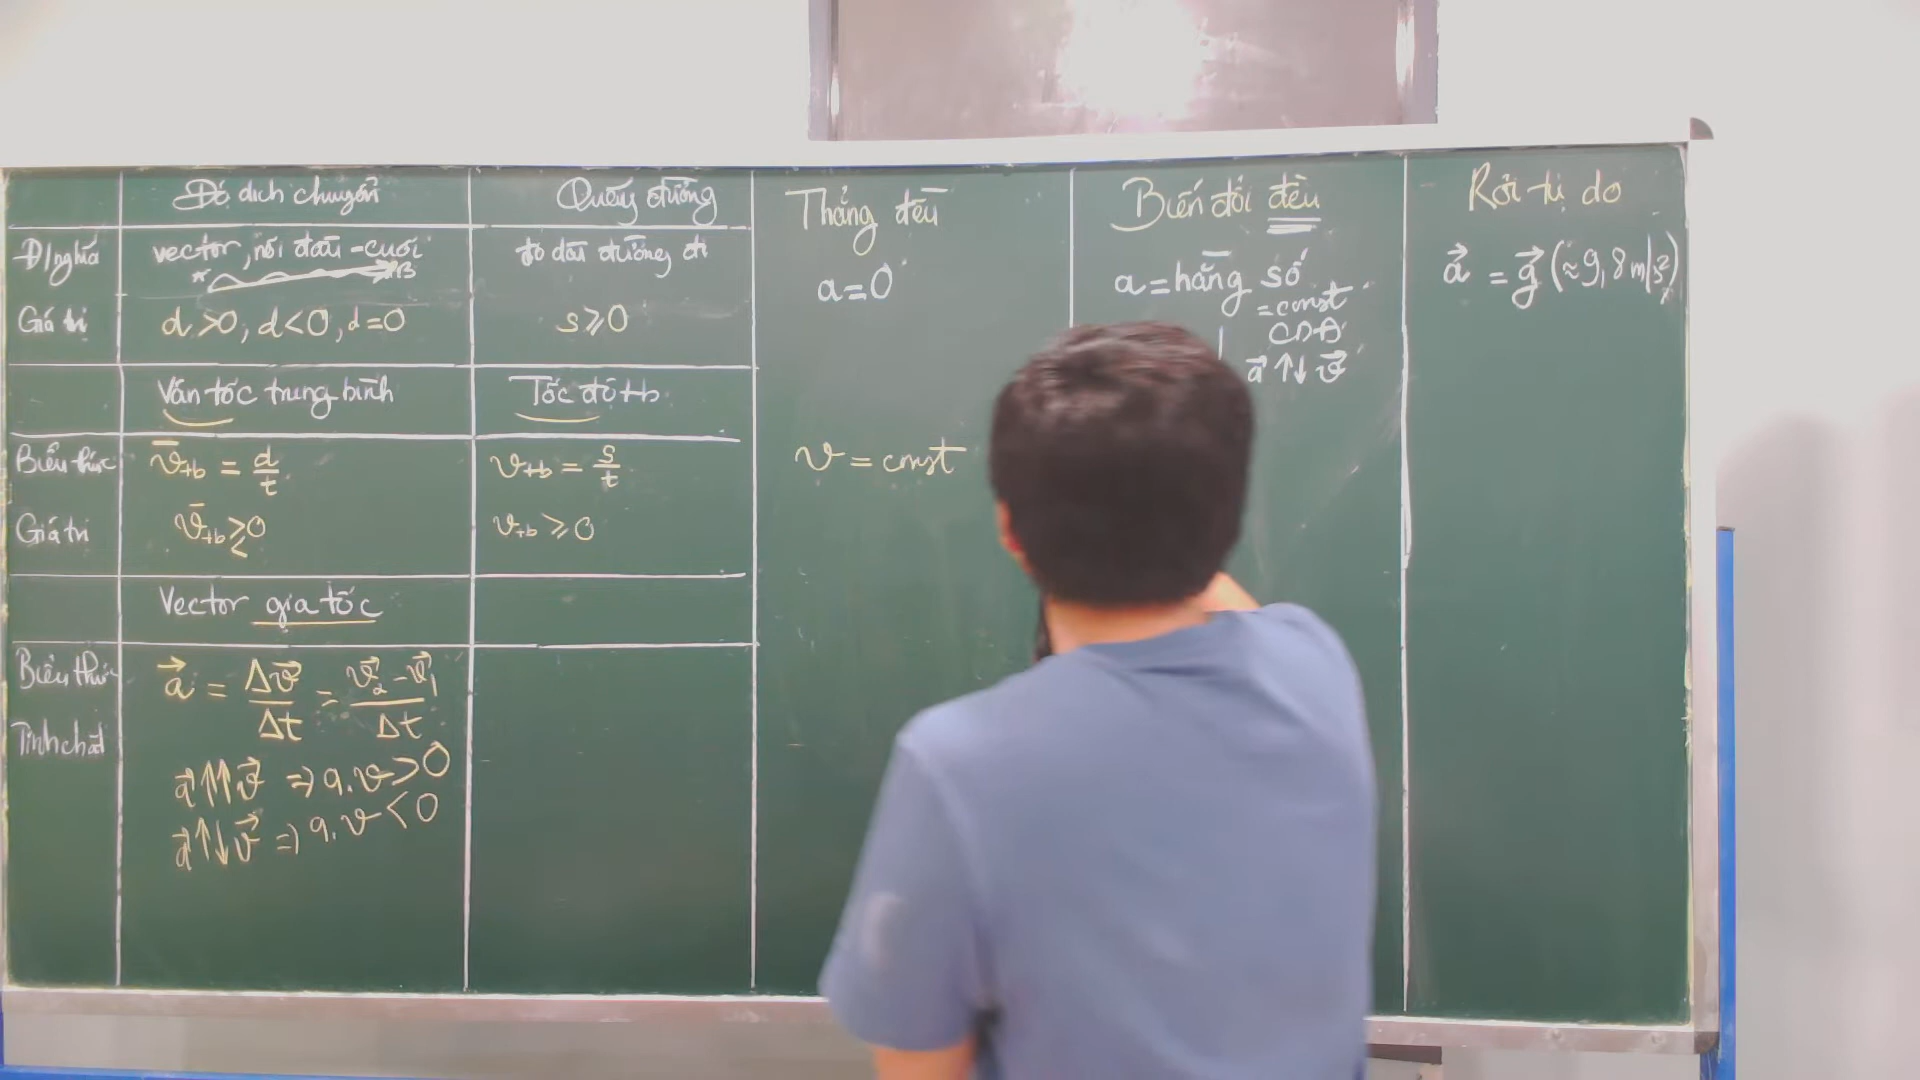 Độ dịch chuyển
Quãng đường
Đ/nghĩa
vector, nối đầu - cuối
độ dài đường đi
A B
Giá trị
d > 0, d < 0, d = 0
s ⩾ 0
Vận tốc trung bình
Tốc độ tb
Biểu thức
v̄tb = d/t
vtb = s/t
Giá trị
v̄tb ⪌ 0
vtb ⩾ 0
Vector gia tốc
Biểu thức
a⃗ = Δv⃗/Δt = (v⃗2 - v⃗1)/Δt
Tính chất
a⃗ ↑↑ v⃗ ⇒ a.v > 0
a⃗ ↑↓ v⃗ ⇒ a.v < 0
Thẳng đều
a = 0
v = const
Biến đổi đều
a = hằng số
= const
CDĐ
a⃗ ↑↓ v⃗
Rơi tự do
a⃗ = g⃗ (≈ 9,8 m/s²)